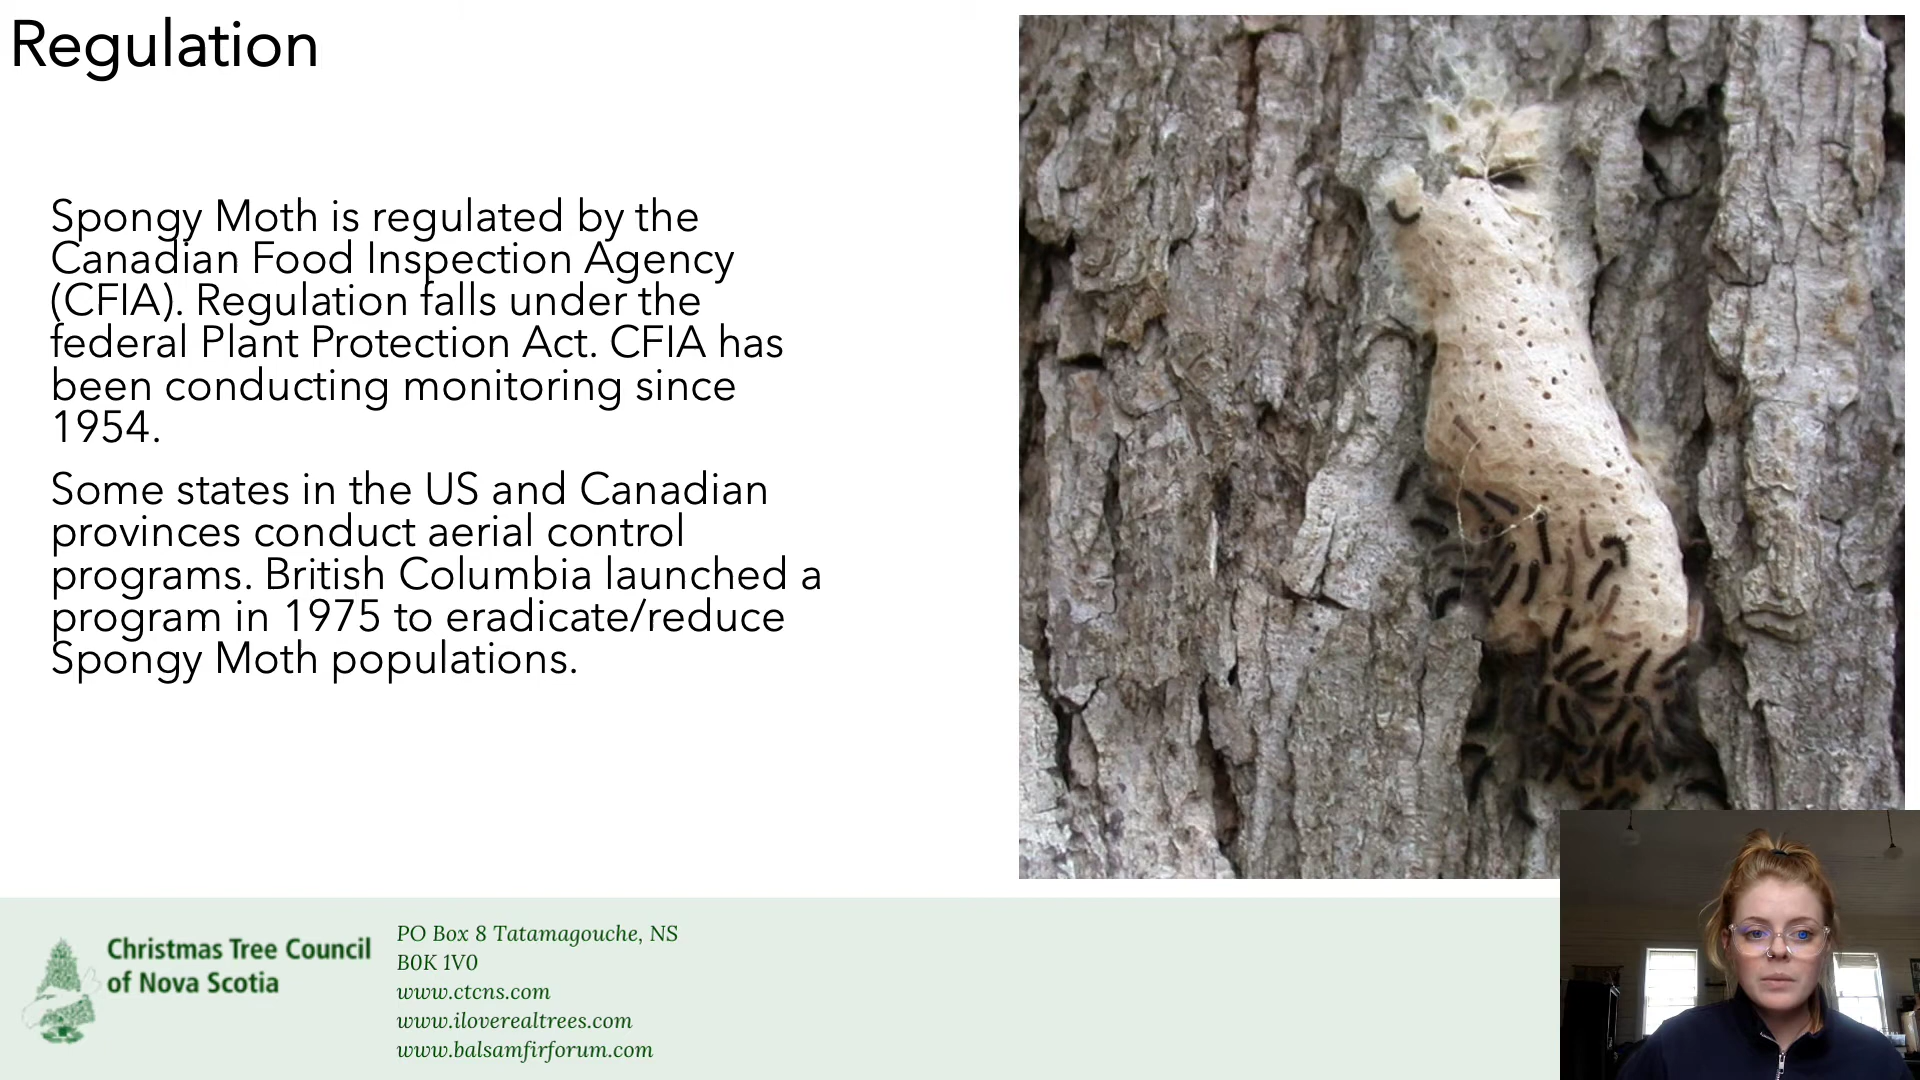 Regulation
Spongy Moth is regulated by the
Canadian Food Inspection Agency
(CFIA). Regulation falls under the
federal Plant Protection Act. CFIA has
been conducting monitoring since
1954.
Some states in the US and Canadian
provinces conduct aerial control
programs. British Columbia launched a
program in 1975 to eradicate/reduce
Spongy Moth populations.
Christmas Tree Council
of Nova Scotia
PO Box 8 Tatamagouche, NS
B0K 1V0
www.ctcns.com
www.iloverealtrees.com
www.balsamfirforum.com